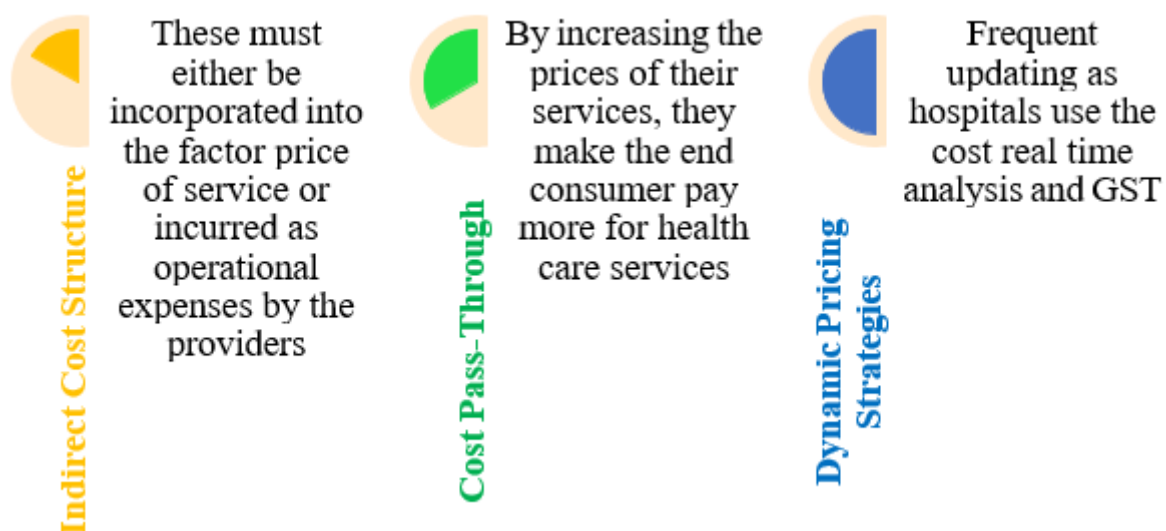 Indirect Cost Structure
These must
either be
incorporated into
the factor price
of service or
incurred as
operational
expenses by the
providers
Cost Pass-Through
By increasing the
prices of their
services, they
make the end
consumer pay
more for health
care services
Dynamic Pricing
Strategies
Frequent
updating as
hospitals use the
cost real time
analysis and GST